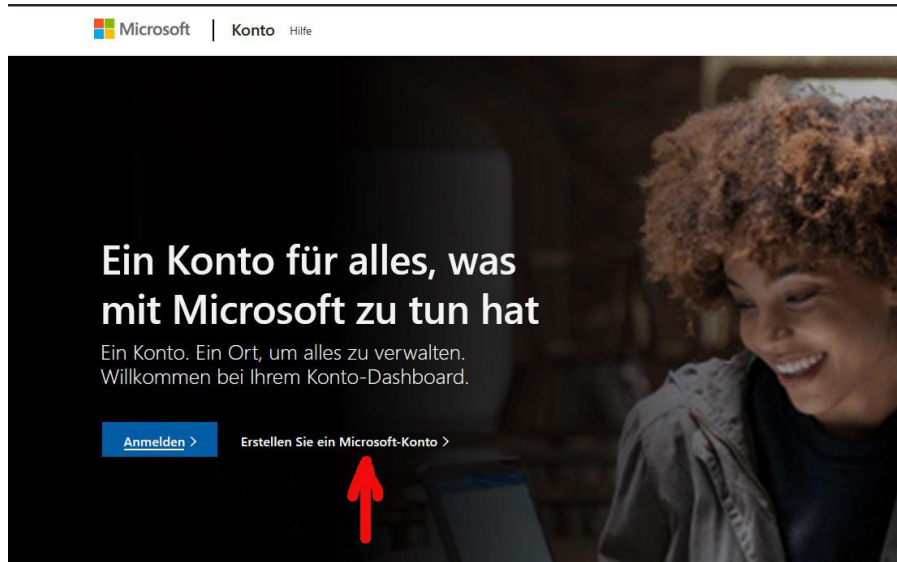 Microsoft | Konto Hilfe
Ein Konto für alles, was
mit Microsoft zu tun hat
Ein Konto. Ein Ort, um alles zu verwalten.
Willkommen bei Ihrem Konto-Dashboard.
Anmelden > Erstellen Sie ein Microsoft-Konto >